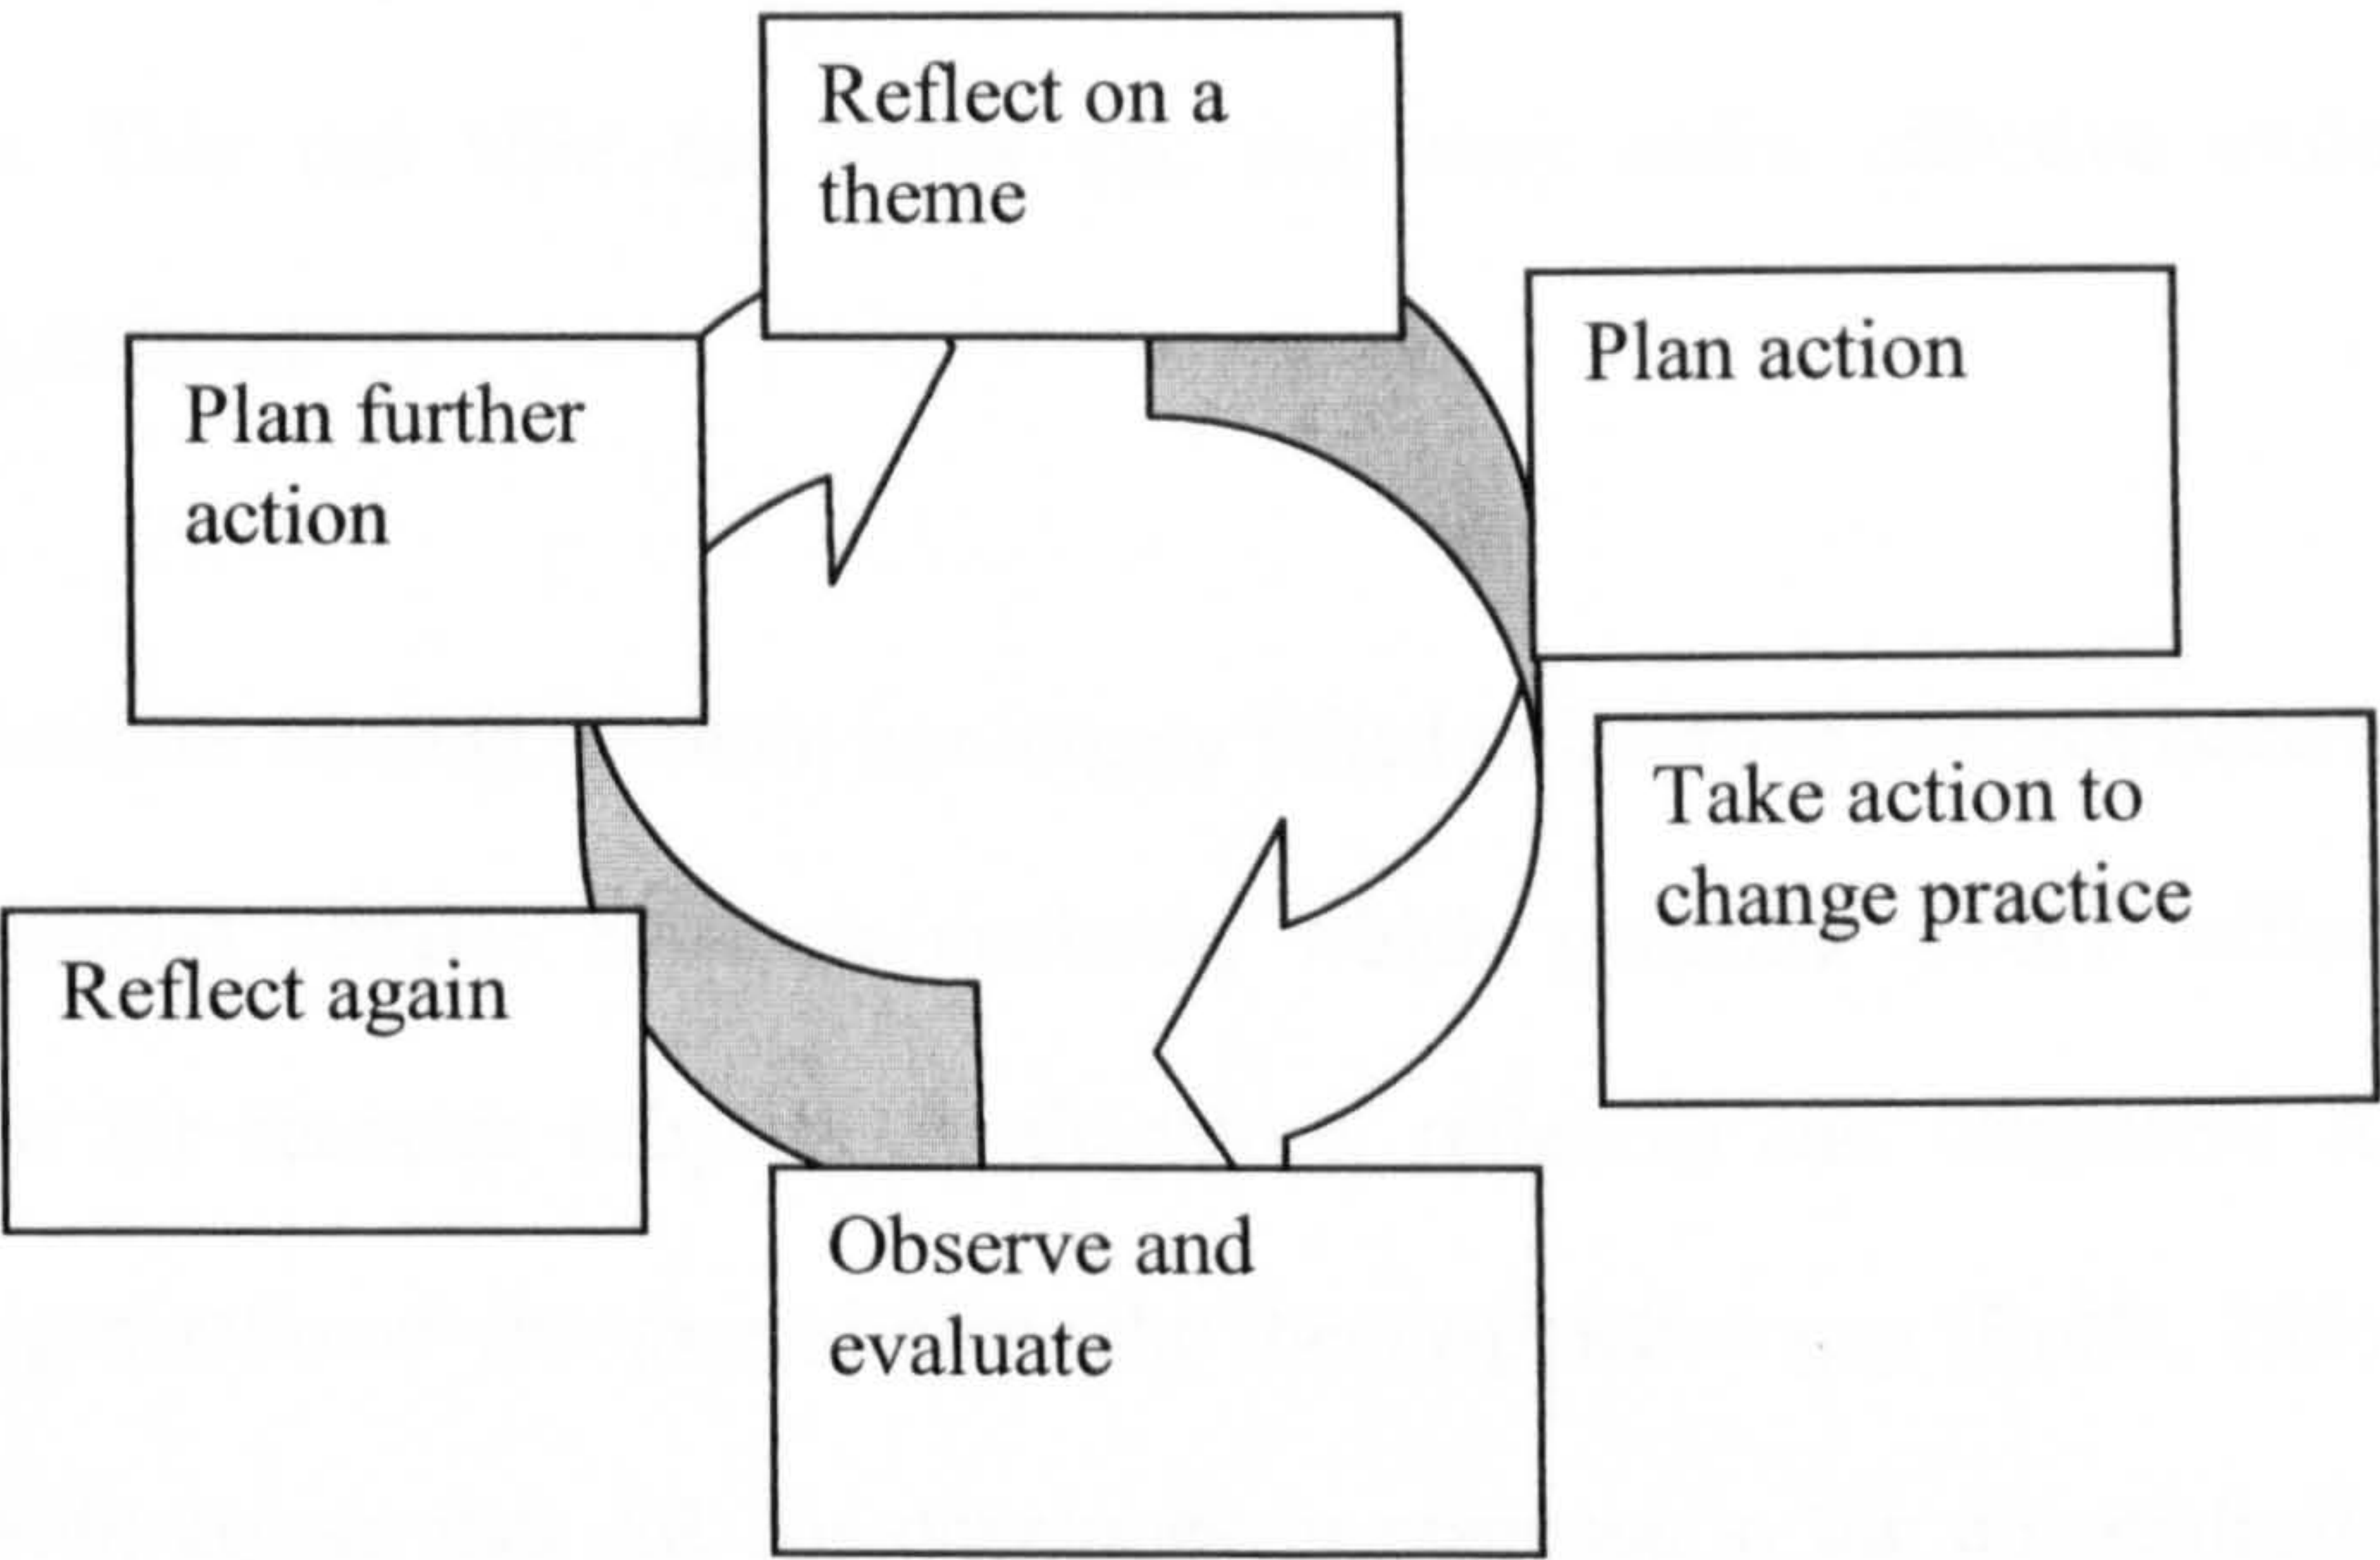 Reflect on a
theme
Plan action
Take action to
change practice
Observe and
evaluate
Reflect again
Plan further
action